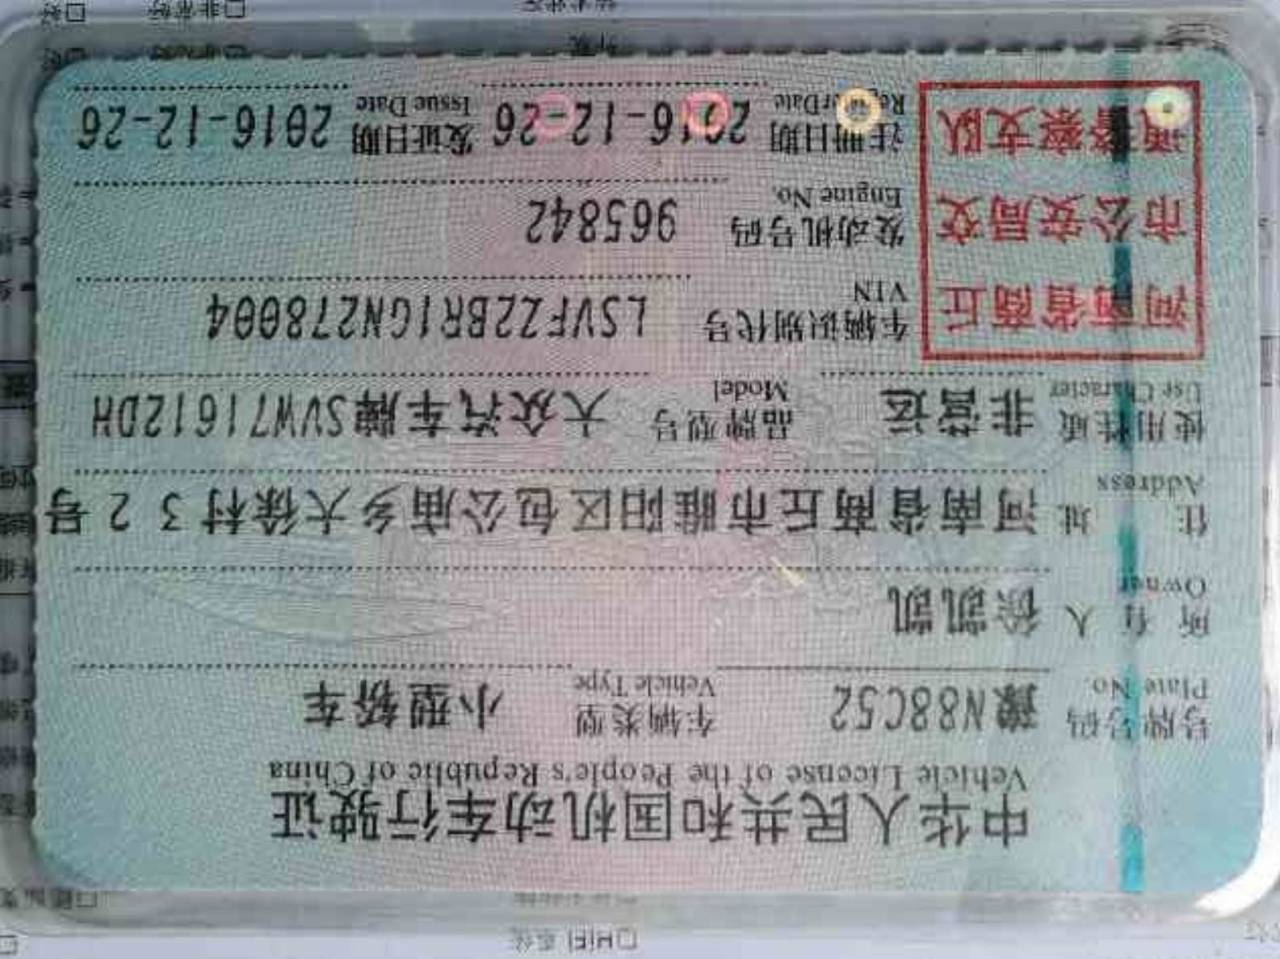 中华人民共和国机动车行驶证
Vehicle License of the People's Republic of China
号牌号码 豫N88C52 车辆类型 小型轿车
Plate No. Vehicle Type
所有人 徐凯凯
Owner
住址 河南省商丘市睢阳区包公庙乡大徐村32号
Address
使用性质 非营运 品牌型号 大众汽车牌SVW71612DH
Use Character Model
河南省商丘
市公安局交
通警察支队
车辆识别代号 LSVFZ2BR1GN278004
VIN
发动机号码 965842
Engine No.
注册日期 2016-12-26 发证日期 2016-12-26
Register Date Issue Date
HiFi 系统